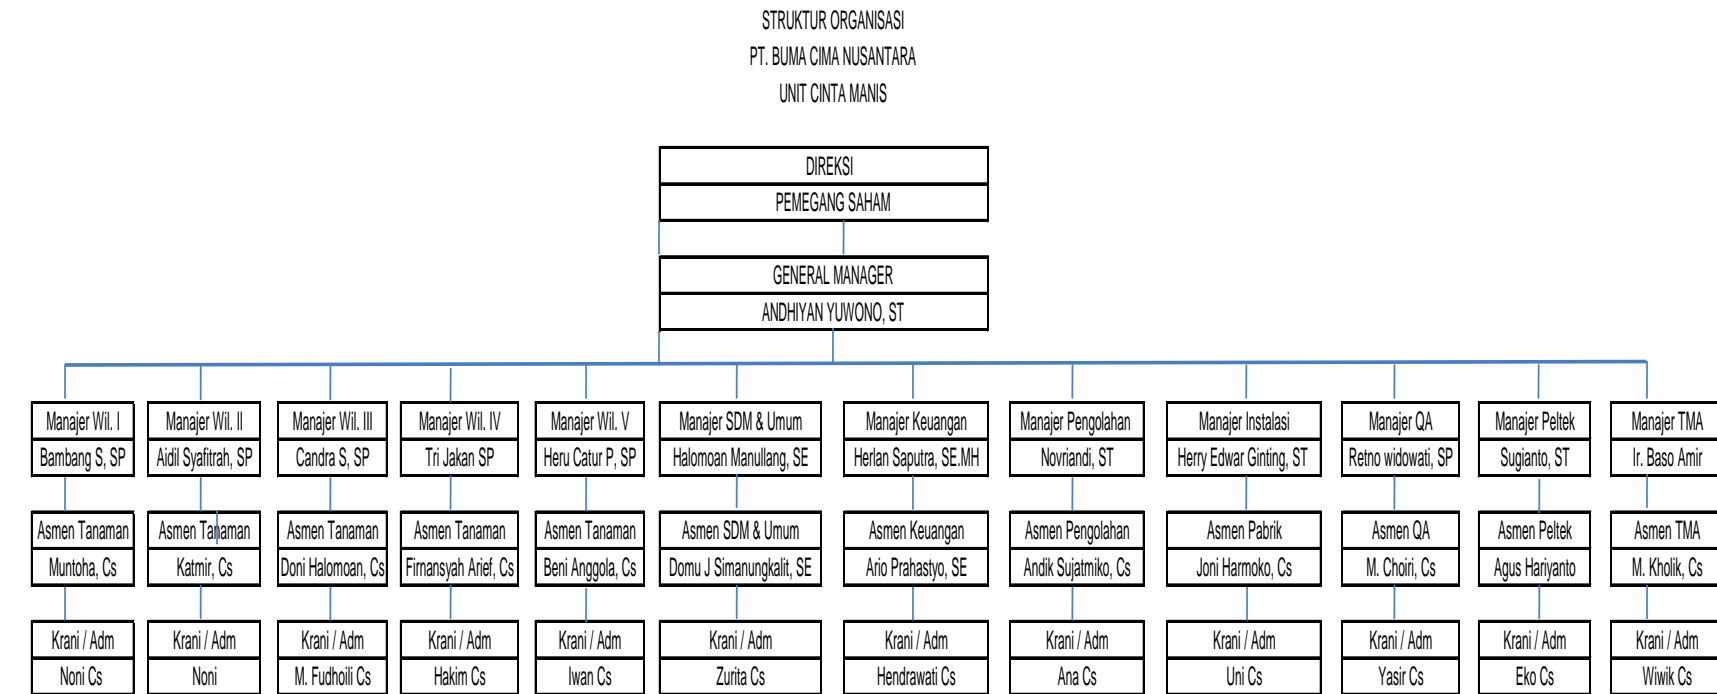 STRUKTUR ORGANISASI
PT. BUMA CIMA NUSANTARA
UNIT CINTA MANIS
DIREKSI
PEMEGANG SAHAM
GENERAL MANAGER
ANDHIYAN YUWONO, ST
Manajer Wil. I
Bambang S, SP
Manajer Wil. II
Aidil Syafitrah, SP
Manajer Wil. III
Candra S, SP
Manajer Wil. IV
Tri Jakan SP
Manajer Wil. V
Heru Catur P, SP
Manajer SDM & Umum
Halomoan Manullang, SE
Manajer Keuangan
Herlan Saputra, SE.MH
Manajer Pengolahan
Novriandi, ST
Manajer Instalasi
Herry Edwar Ginting, ST
Manajer QA
Retno widowati, SP
Manajer Peltek
Sugianto, ST
Manajer TMA
Ir. Baso Amir
Asmen Tanaman
Muntoha, Cs
Asmen Tanaman
Katmir, Cs
Asmen Tanaman
Doni Halomoan, Cs
Asmen Tanaman
Firnansyah Arief, Cs
Asmen Tanaman
Beni Anggola, Cs
Asmen SDM & Umum
Domu J Simanungkalit, SE
Asmen Keuangan
Ario Prahastyo, SE
Asmen Pengolahan
Andik Sujatmiko, Cs
Asmen Pabrik
Joni Harmoko, Cs
Asmen QA
M. Choiri, Cs
Asmen Peltek
Agus Hariyanto
Asmen TMA
M. Kholik, Cs
Krani / Adm
Noni Cs
Krani / Adm
Noni
Krani / Adm
M. Fudhoili Cs
Krani / Adm
Hakim Cs
Krani / Adm
Iwan Cs
Krani / Adm
Zurita Cs
Krani / Adm
Hendrawati Cs
Krani / Adm
Ana Cs
Krani / Adm
Uni Cs
Krani / Adm
Yasir Cs
Krani / Adm
Eko Cs
Krani / Adm
Wiwik Cs